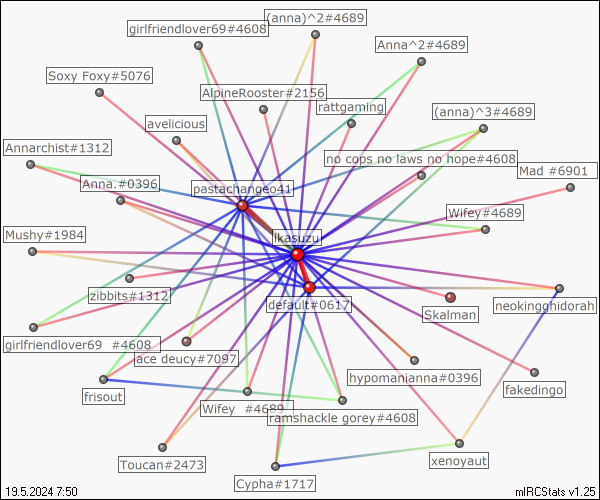 girlfriendlover69#4608
(anna)^2#4689
Anna^2#4689
Soxy Foxy#5076
AlpineRooster#2156
rattgaming
(anna)^3#4689
avelicious
Annarchist#1312
no cops no laws no hope#4608
Mad #6901
Anna.#0396
pastachangeo41
Wifey#4689
Mushy#1984
ikasuzu
zibbits#1312
default#0617
Skalman
neokingghidorah
girlfriendlover69 #4608
ace deucy#7097
hypomanianna#0396
fakedingo
frisout
Wifey #4689
ramshackle gorey#4608
Toucan#2473
xenoyaut
Cypha#1717
19.5.2024 7:50
mIRCStats v1.25